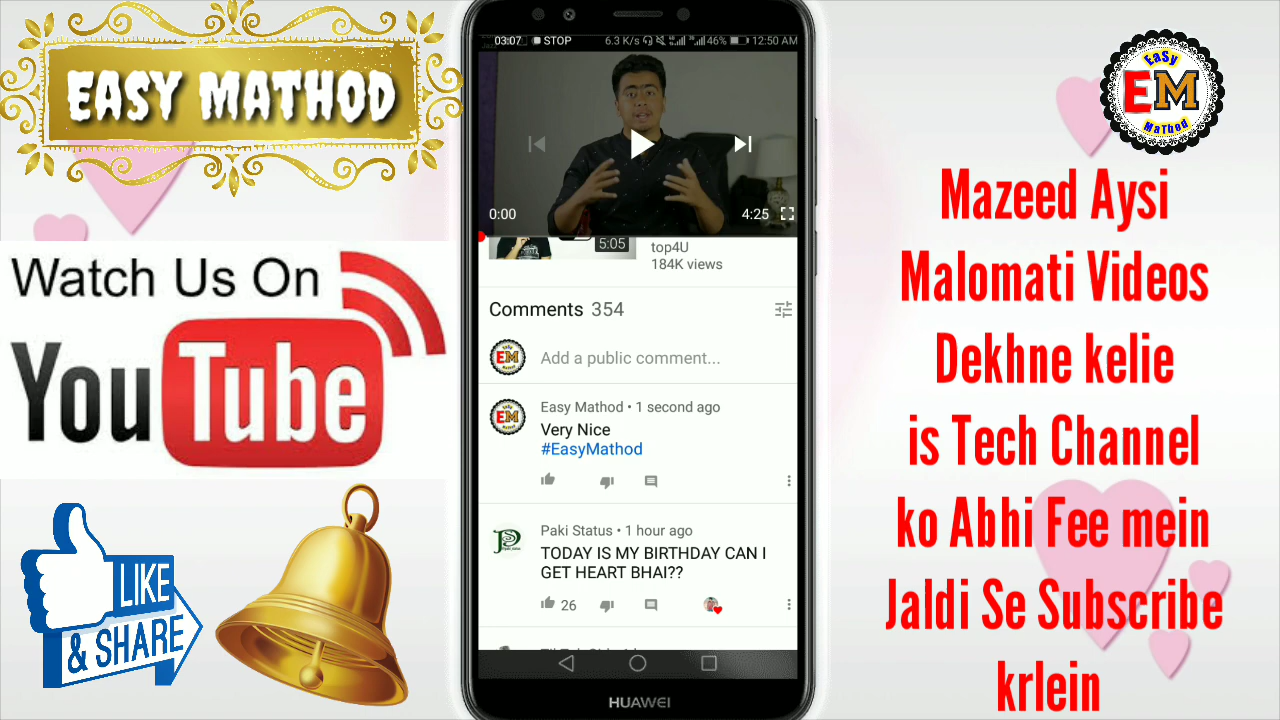 EASY MATHOD
Watch Us On
YouTube
LIKE
& SHARE
03:07 STOP 6.3 K/s 46% 12:50 AM
0:00 4:25
5:05
top4U
184K views
Comments 354
Add a public comment...
Easy Mathod • 1 second ago
Very Nice
#EasyMathod
Paki Status • 1 hour ago
TODAY IS MY BIRTHDAY CAN I
GET HEART BHAI??
26
HUAWEI
EaSy
EM
MaThod
Mazeed Aysi
Malomati Videos
Dekhne kelie
is Tech Channel
ko Abhi Fee mein
Jaldi Se Subscribe
krlein